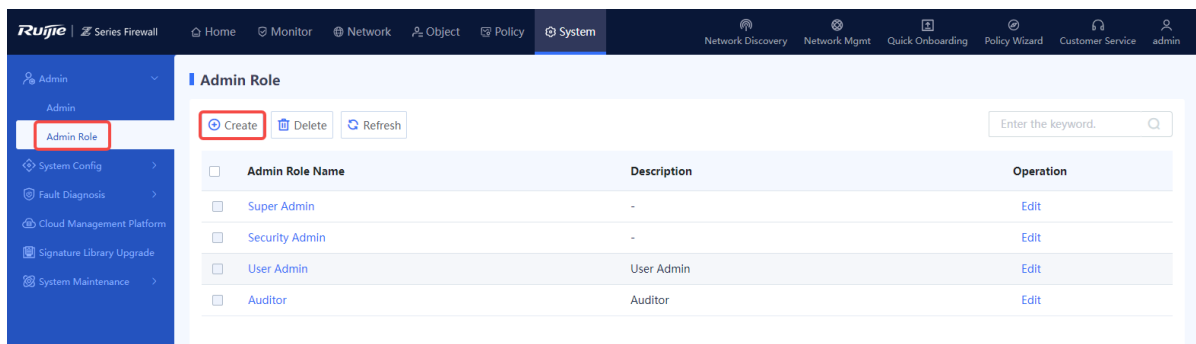 Ruijie | Z Series Firewall Home Monitor Network Object Policy System Network Discovery Network Mgmt Quick Onboarding Policy Wizard Customer Service admin
Admin
Admin
Admin Role
System Config
Fault Diagnosis
Cloud Management Platform
Signature Library Upgrade
System Maintenance
Admin Role
Create Delete Refresh Enter the keyword.
Admin Role Name Description Operation
Super Admin - Edit
Security Admin - Edit
User Admin User Admin Edit
Auditor Auditor Edit